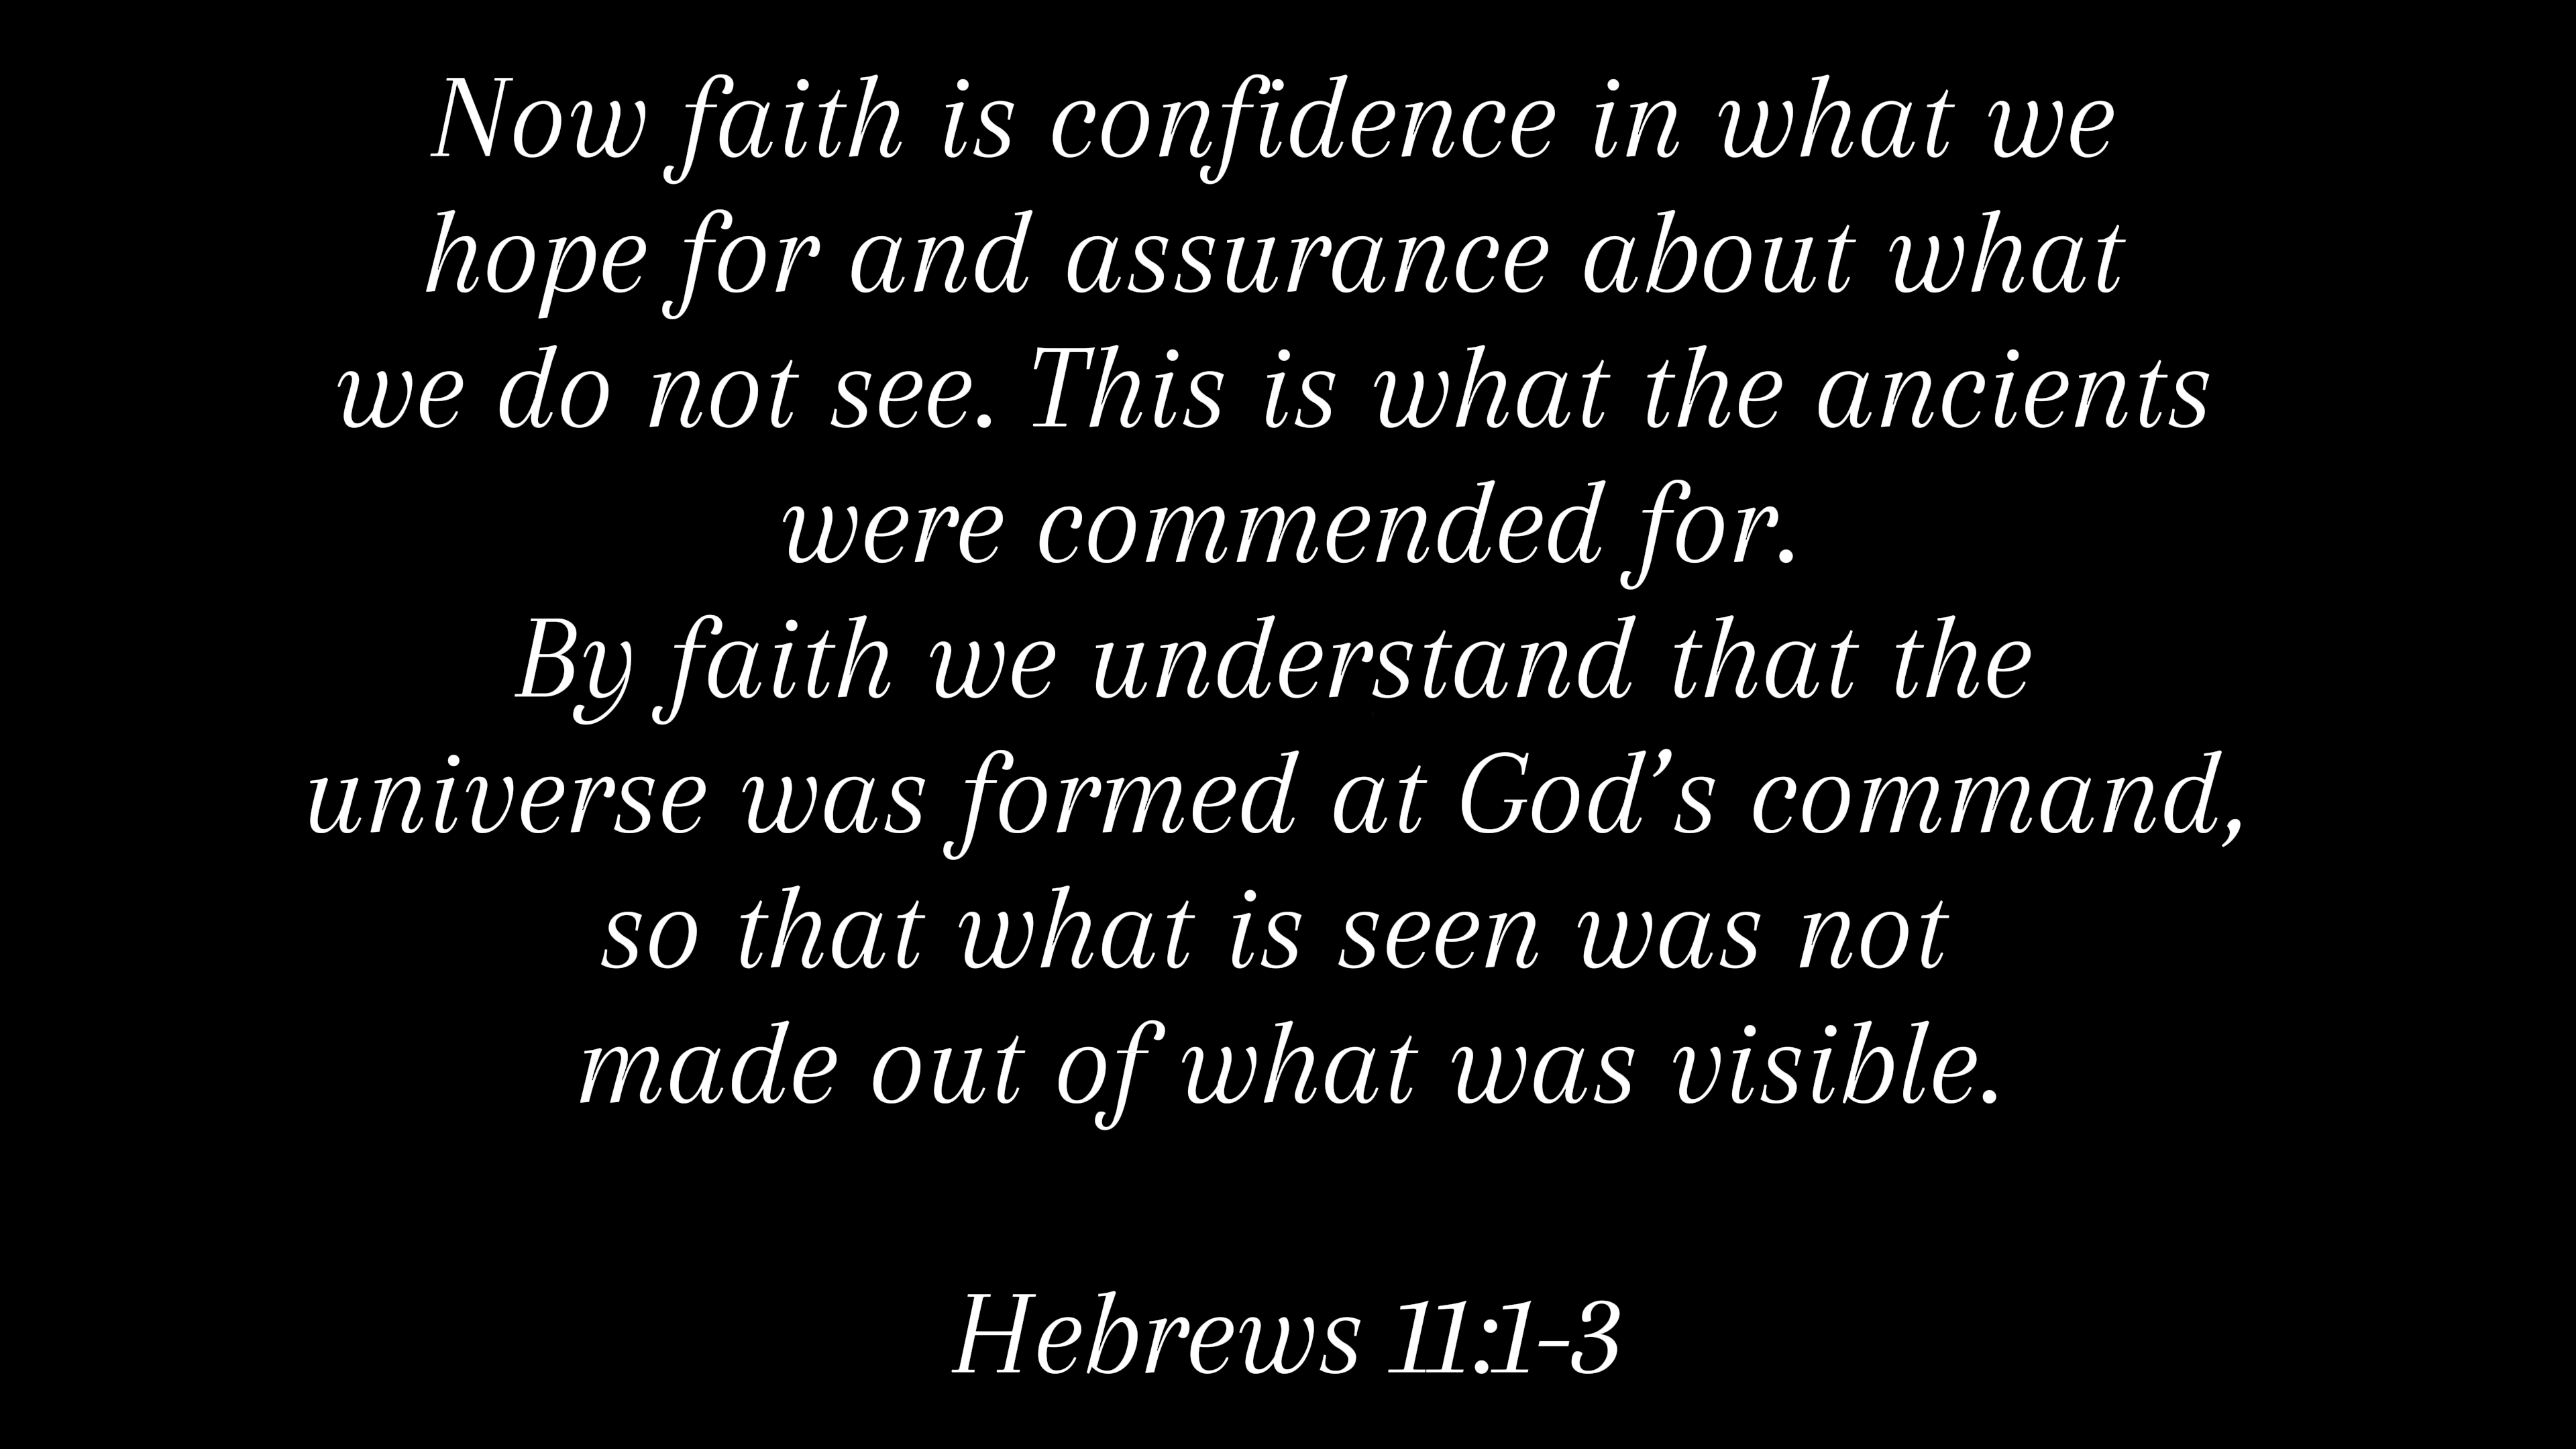 Now faith is confidence in what we
hope for and assurance about what
we do not see. This is what the ancients
were commended for.
By faith we understand that the
universe was formed at God’s command,
so that what is seen was not
made out of what was visible.
Hebrews 11:1-3